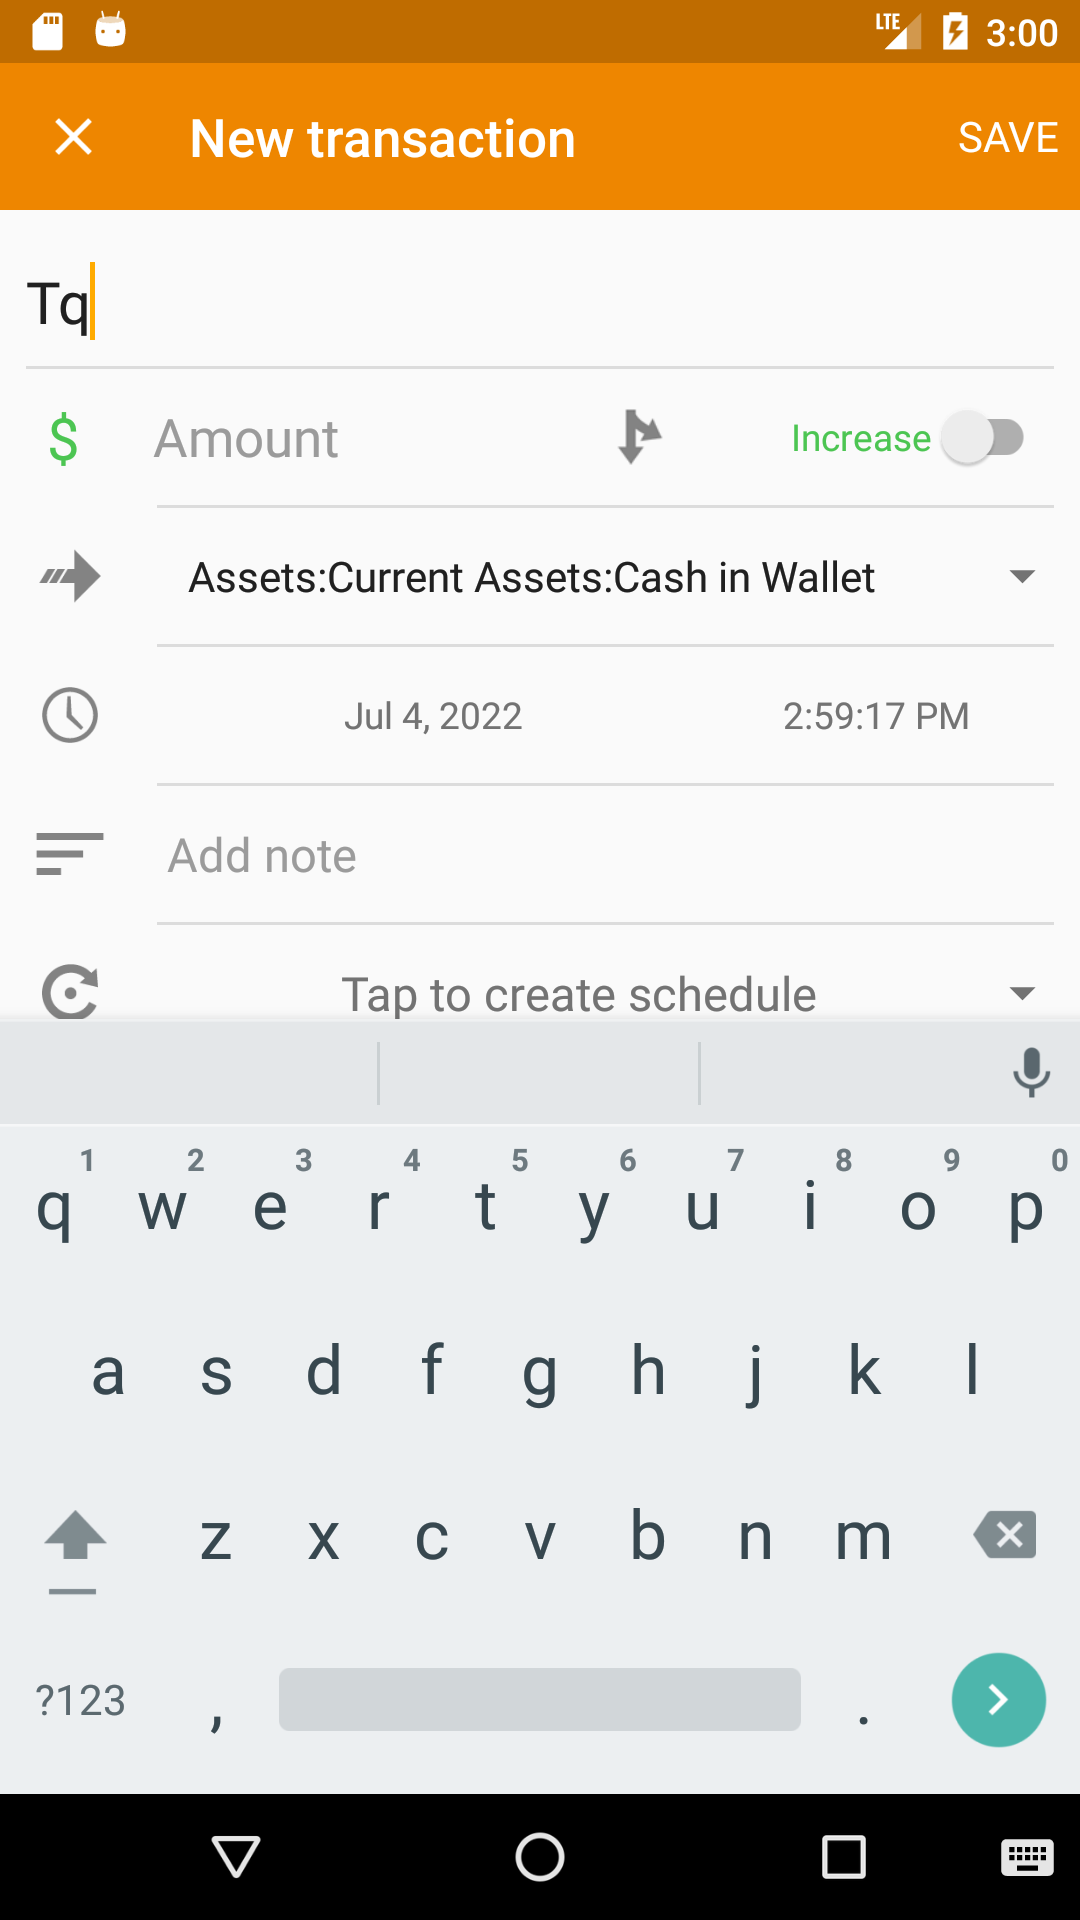 LTE 3:00
New transaction SAVE
Tq
$ Amount Increase
Assets:Current Assets:Cash in Wallet
Jul 4, 2022 2:59:17 PM
Add note
Tap to create schedule
1 2 3 4 5 6 7 8 9 0
q w e r t y u i o p
a s d f g h j k l
z x c v b n m
?123 , .